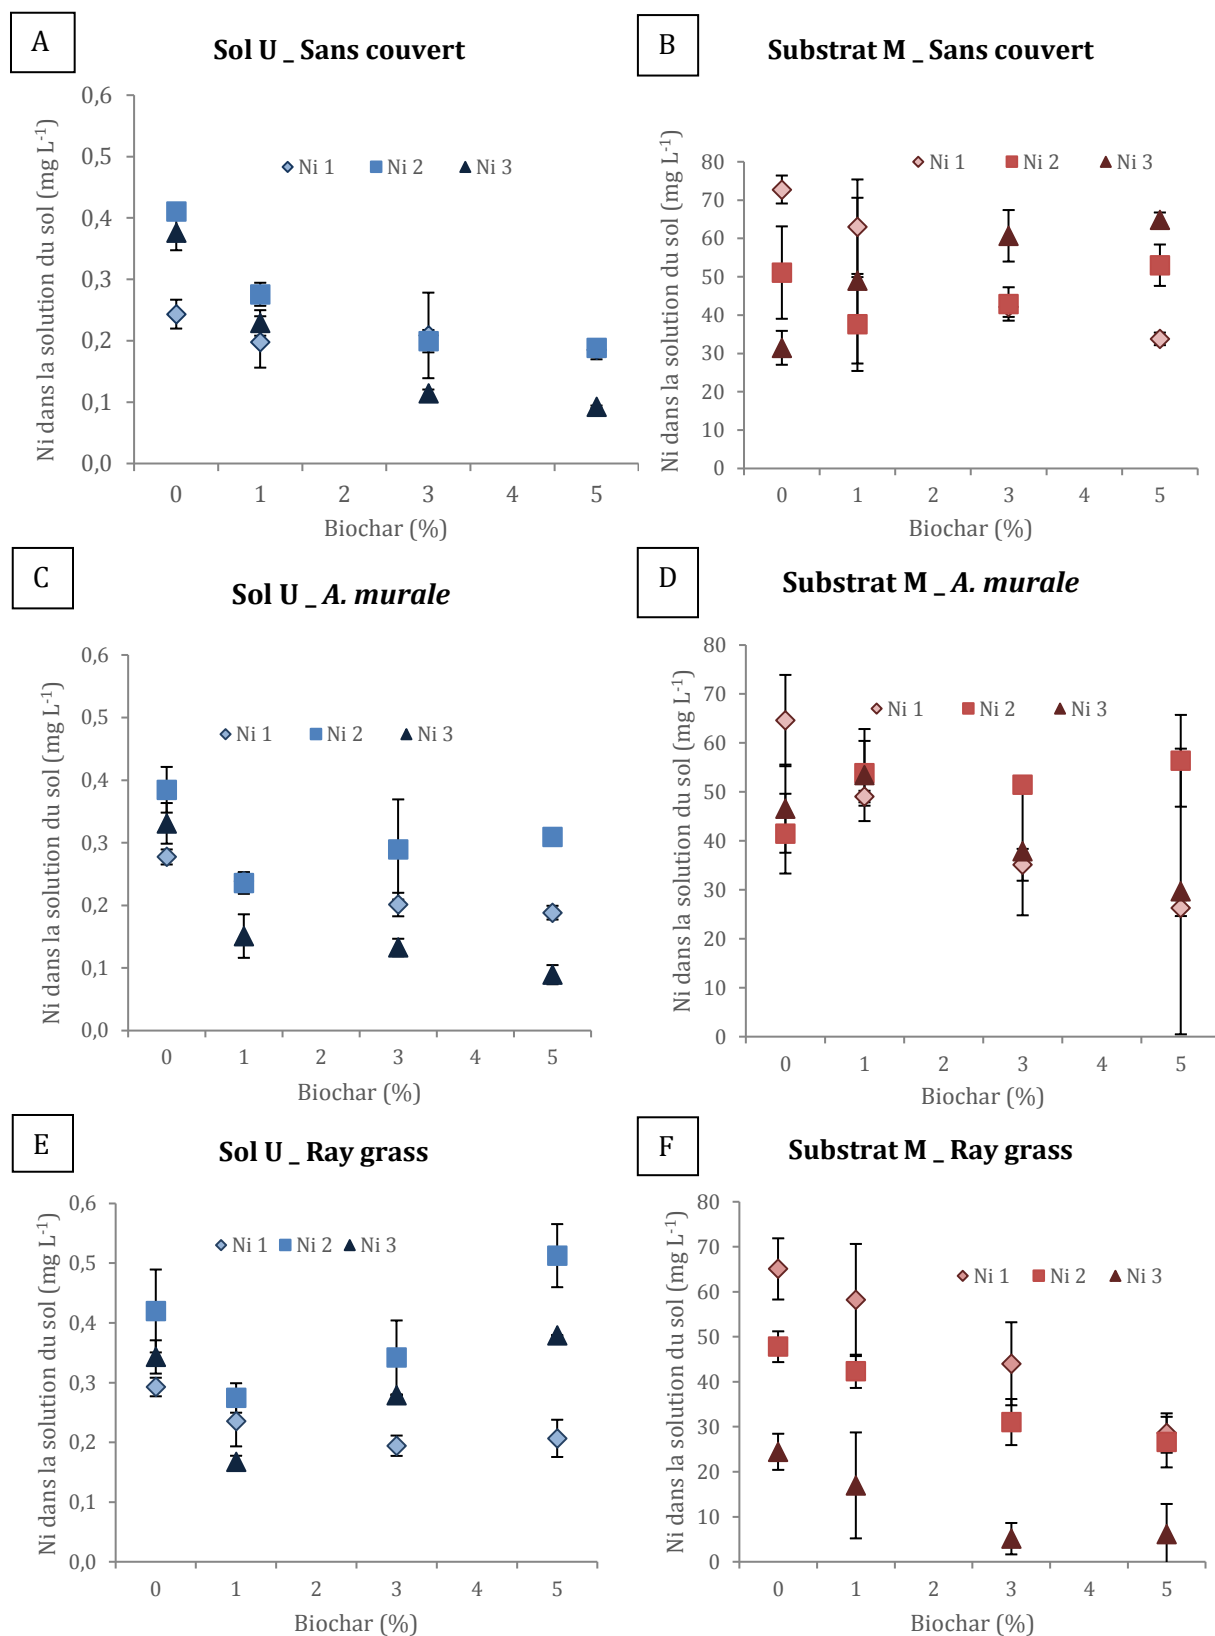 A
Sol U _ Sans couvert
Ni dans la solution du sol (mg L-1)
0,6
0,5
0,4
0,3
0,2
0,1
0,0
Ni 1 Ni 2 Ni 3
0 1 2 3 4 5
Biochar (%)
B
Substrat M _ Sans couvert
Ni dans la solution du sol (mg L-1)
80
70
60
50
40
30
20
10
0
Ni 1 Ni 2 Ni 3
0 1 2 3 4 5
Biochar (%)
C
Sol U _ A. murale
Ni dans la solution du sol (mg L-1)
0,6
0,5
0,4
0,3
0,2
0,1
0,0
Ni 1 Ni 2 Ni 3
0 1 2 3 4 5
Biochar (%)
D
Substrat M _ A. murale
Ni dans la solution du sol (mg L-1)
80
70
60
50
40
30
20
10
0
Ni 1 Ni 2 Ni 3
0 1 2 3 4 5
Biochar (%)
E
Sol U _ Ray grass
Ni dans la solution du sol (mg L-1)
0,6
0,5
0,4
0,3
0,2
0,1
0,0
Ni 1 Ni 2 Ni 3
0 1 2 3 4 5
Biochar (%)
F
Substrat M _ Ray grass
Ni dans la solution du sol (mg L-1)
80
70
60
50
40
30
20
10
0
Ni 1 Ni 2 Ni 3
0 1 2 3 4 5
Biochar (%)